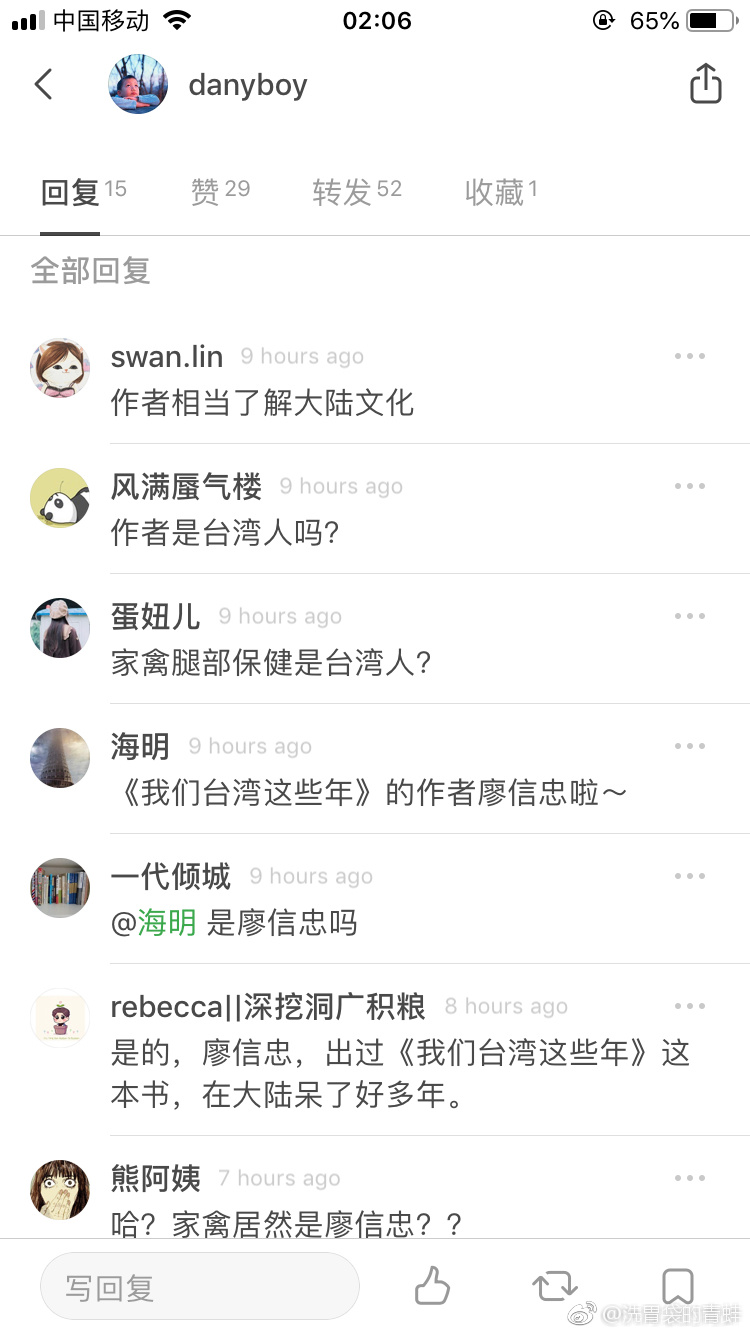 中国移动 02:06 65%
danyboy
回复 15 赞 29 转发 52 收藏 1
全部回复
swan.lin 9 hours ago
作者相当了解大陆文化
风满蜃气楼 9 hours ago
作者是台湾人吗？
蛋妞儿 9 hours ago
家禽腿部保健是台湾人？
海明 9 hours ago
《我们台湾这些年》的作者廖信忠啦～
一代倾城 9 hours ago
@海明 是廖信忠吗
rebecca||深挖洞广积粮 8 hours ago
是的，廖信忠，出过《我们台湾这些年》这
本书，在大陆呆了好多年。
熊阿姨 7 hours ago
哈？家禽居然是廖信忠？？
写回复
@洗胃袋的青蛙